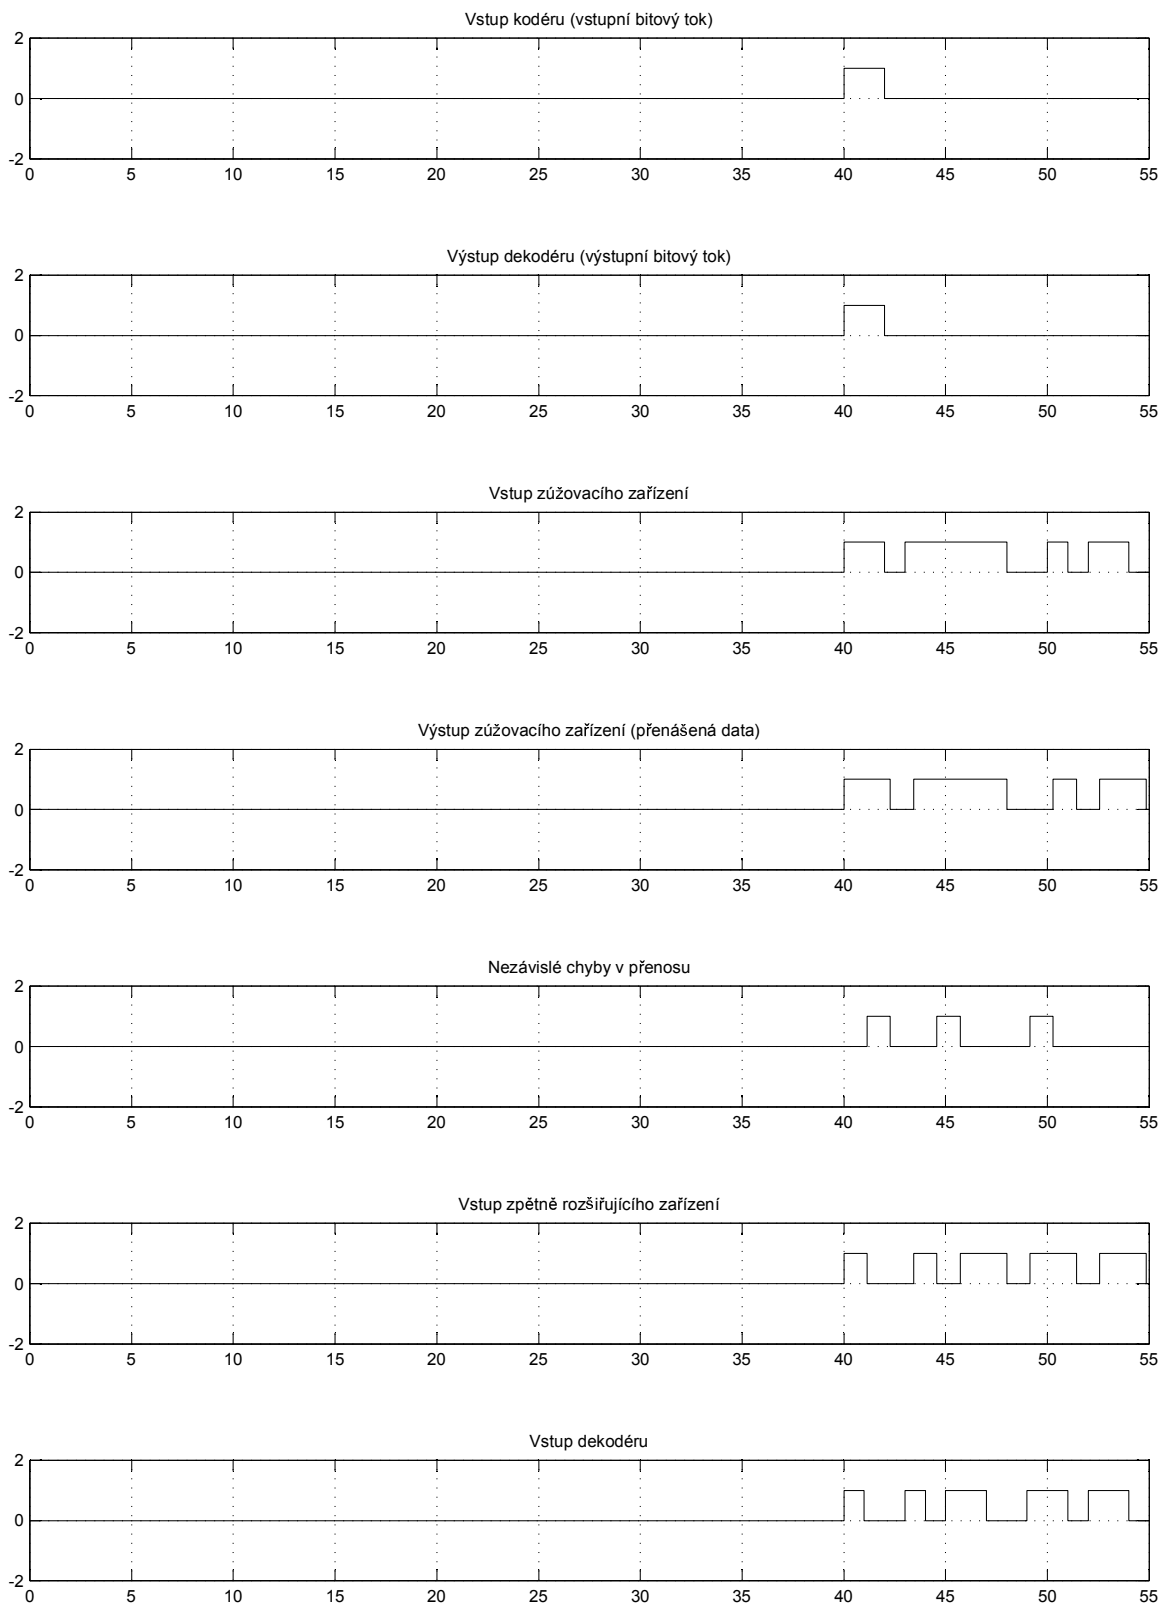 Vstup kodéru (vstupní bitový tok)
2
0
-2
0 5 10 15 20 25 30 35 40 45 50 55
Výstup dekodéru (výstupní bitový tok)
2
0
-2
0 5 10 15 20 25 30 35 40 45 50 55
Vstup zúžovacího zařízení
2
0
-2
0 5 10 15 20 25 30 35 40 45 50 55
Výstup zúžovacího zařízení (přenášená data)
2
0
-2
0 5 10 15 20 25 30 35 40 45 50 55
Nezávislé chyby v přenosu
2
0
-2
0 5 10 15 20 25 30 35 40 45 50 55
Vstup zpětně rozšiřujícího zařízení
2
0
-2
0 5 10 15 20 25 30 35 40 45 50 55
Vstup dekodéru
2
0
-2
0 5 10 15 20 25 30 35 40 45 50 55